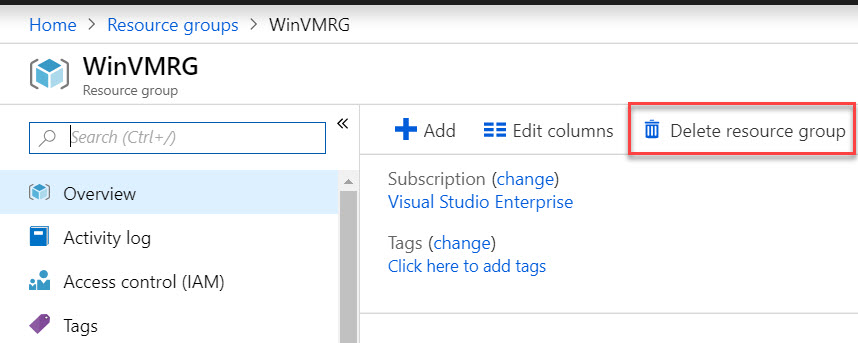 Home > Resource groups > WinVMRG
WinVMRG
Resource group
Search (Ctrl+/)
«
Add
Edit columns
Delete resource group
Overview
Activity log
Access control (IAM)
Tags
Subscription (change)
Visual Studio Enterprise
Tags (change)
Click here to add tags